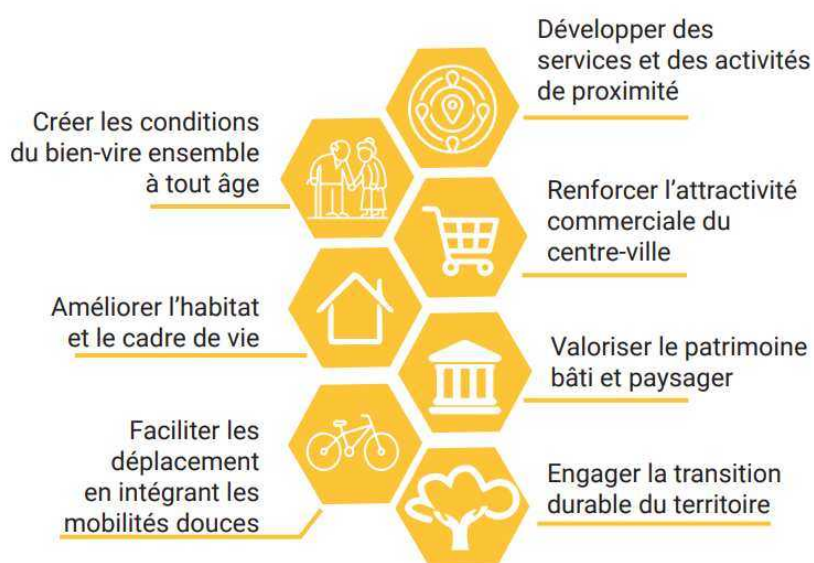 Développer des
services et des activités
de proximité
Créer les conditions
du bien-vire ensemble
à tout âge
Renforcer l'attractivité
commerciale du
centre-ville
Améliorer l'habitat
et le cadre de vie
Valoriser le patrimoine
bâti et paysager
Faciliter les
déplacement
en intégrant les
mobilités douces
Engager la transition
durable du territoire